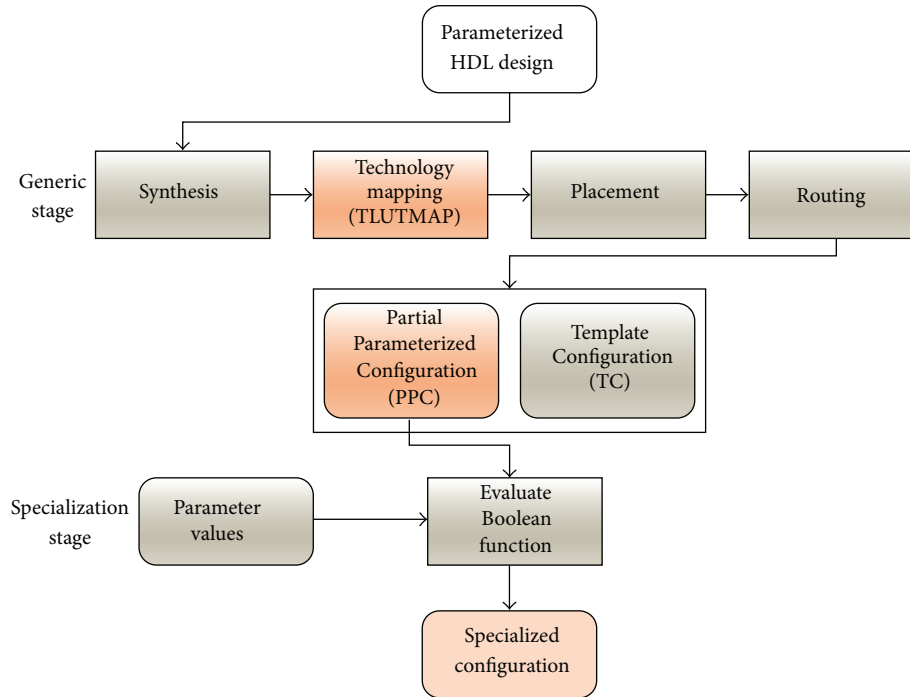 Parameterized
HDL design
Generic
stage
Synthesis
Technology
mapping
(TLUTMAP)
Placement
Routing
Partial
Parameterized
Configuration
(PPC)
Template
Configuration
(TC)
Specialization
stage
Parameter
values
Evaluate
Boolean
function
Specialized
configuration